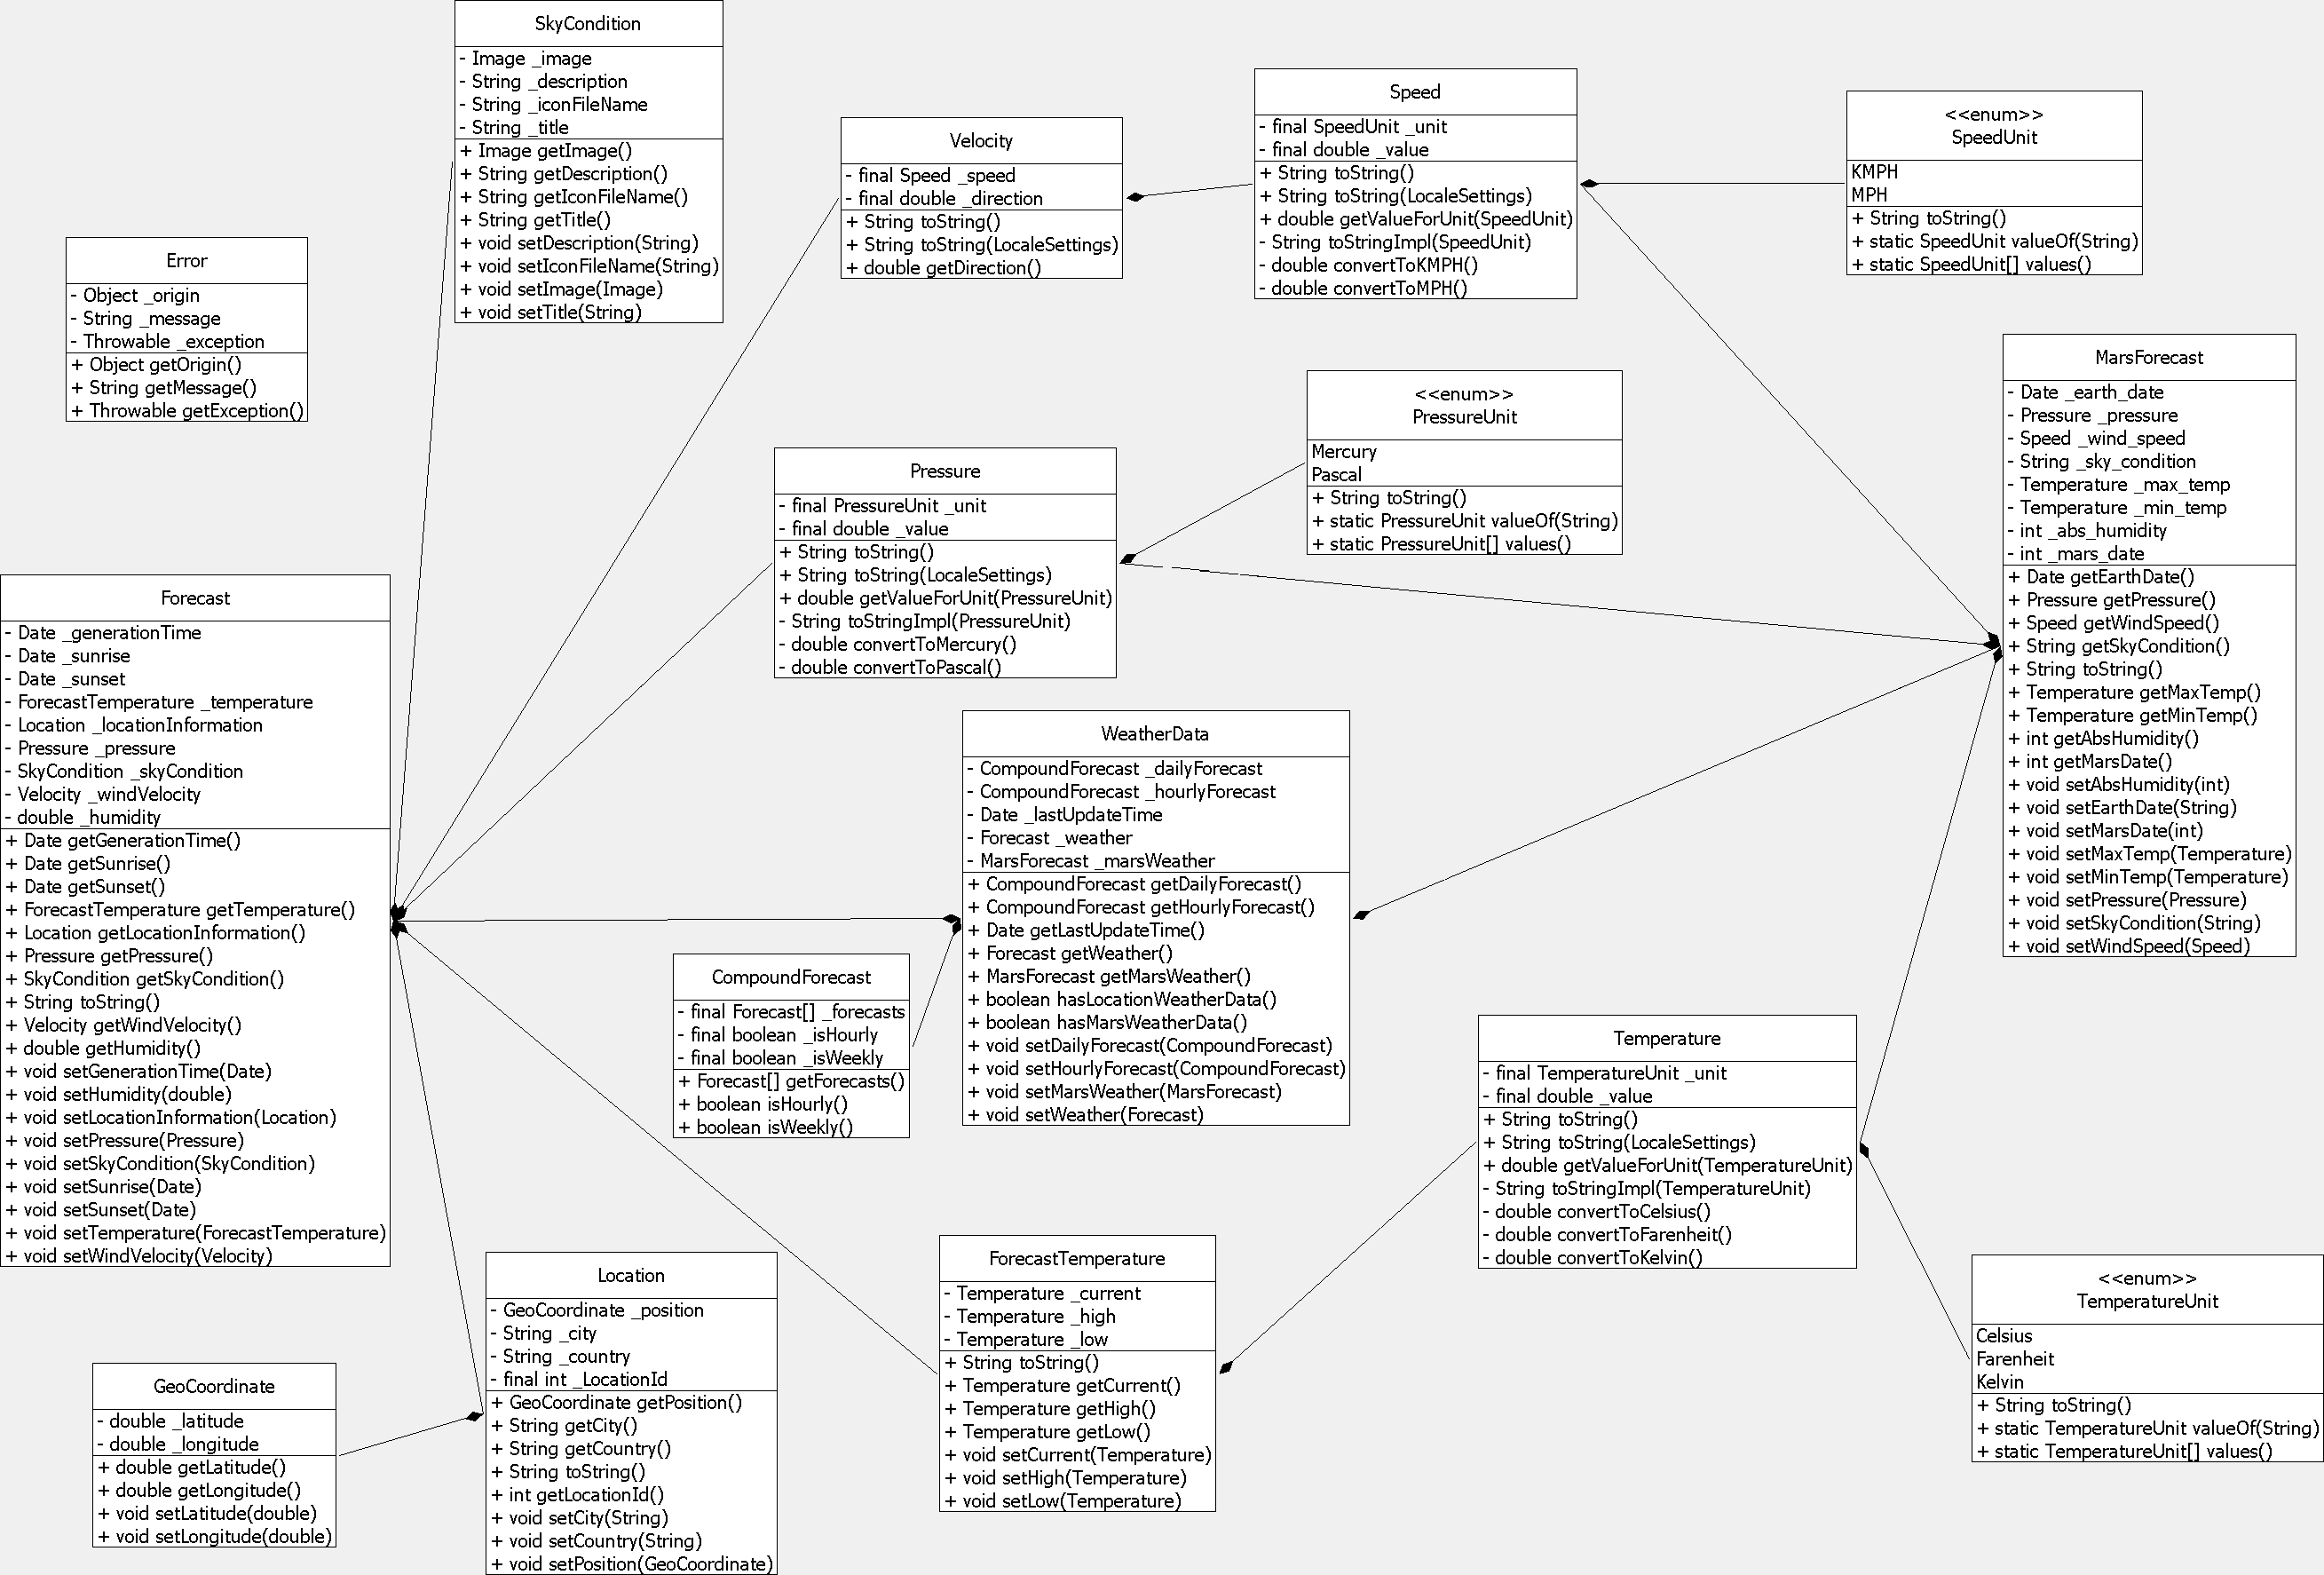 SkyCondition
- Image _image
- String _description
- String _iconFileName
- String _title
+ Image getImage()
+ String getDescription()
+ String getIconFileName()
+ String getTitle()
+ void setDescription(String)
+ void setIconFileName(String)
+ void setImage(Image)
+ void setTitle(String)
Velocity
- final Speed _speed
- final double _direction
+ String toString()
+ String toString(LocaleSettings)
+ double getDirection()
Speed
- final SpeedUnit _unit
- final double _value
+ String toString()
+ String toString(LocaleSettings)
+ double getValueForUnit(SpeedUnit)
- String toStringImpl(SpeedUnit)
- double convertToKMPH()
- double convertToMPH()
<<enum>>
SpeedUnit
KMPH
MPH
+ String toString()
+ static SpeedUnit valueOf(String)
+ static SpeedUnit[] values()
Error
- Object _origin
- String _message
- Throwable _exception
+ Object getOrigin()
+ String getMessage()
+ Throwable getException()
Pressure
- final PressureUnit _unit
- final double _value
+ String toString()
+ String toString(LocaleSettings)
+ double getValueForUnit(PressureUnit)
- String toStringImpl(PressureUnit)
- double convertToMercury()
- double convertToPascal()
<<enum>>
PressureUnit
Mercury
Pascal
+ String toString()
+ static PressureUnit valueOf(String)
+ static PressureUnit[] values()
MarsForecast
- Date _earth_date
- Pressure _pressure
- Speed _wind_speed
- String _sky_condition
- Temperature _max_temp
- Temperature _min_temp
- int _abs_humidity
- int _mars_date
+ Date getEarthDate()
+ Pressure getPressure()
+ Speed getWindSpeed()
+ String getSkyCondition()
+ String toString()
+ Temperature getMaxTemp()
+ Temperature getMinTemp()
+ int getAbsHumidity()
+ int getMarsDate()
+ void setAbsHumidity(int)
+ void setEarthDate(String)
+ void setMarsDate(int)
+ void setMaxTemp(Temperature)
+ void setMinTemp(Temperature)
+ void setPressure(Pressure)
+ void setSkyCondition(String)
+ void setWindSpeed(Speed)
Forecast
- Date _generationTime
- Date _sunrise
- Date _sunset
- ForecastTemperature _temperature
- Location _locationInformation
- Pressure _pressure
- SkyCondition _skyCondition
- Velocity _windVelocity
- double _humidity
+ Date getGenerationTime()
+ Date getSunrise()
+ Date getSunset()
+ ForecastTemperature getTemperature()
+ Location getLocationInformation()
+ Pressure getPressure()
+ SkyCondition getSkyCondition()
+ String toString()
+ Velocity getWindVelocity()
+ double getHumidity()
+ void setGenerationTime(Date)
+ void setHumidity(double)
+ void setLocationInformation(Location)
+ void setPressure(Pressure)
+ void setSkyCondition(SkyCondition)
+ void setSunrise(Date)
+ void setSunset(Date)
+ void setTemperature(ForecastTemperature)
+ void setWindVelocity(Velocity)
WeatherData
- CompoundForecast _dailyForecast
- CompoundForecast _hourlyForecast
- Date _lastUpdateTime
- Forecast _weather
- MarsForecast _marsWeather
+ CompoundForecast getDailyForecast()
+ CompoundForecast getHourlyForecast()
+ Date getLastUpdateTime()
+ Forecast getWeather()
+ MarsForecast getMarsWeather()
+ boolean hasLocationWeatherData()
+ boolean hasMarsWeatherData()
+ void setDailyForecast(CompoundForecast)
+ void setHourlyForecast(CompoundForecast)
+ void setMarsWeather(MarsForecast)
+ void setWeather(Forecast)
CompoundForecast
- final Forecast[] _forecasts
- final boolean _isHourly
- final boolean _isWeekly
+ Forecast[] getForecasts()
+ boolean isHourly()
+ boolean isWeekly()
Temperature
- final TemperatureUnit _unit
- final double _value
+ String toString()
+ String toString(LocaleSettings)
+ double getValueForUnit(TemperatureUnit)
- String toStringImpl(TemperatureUnit)
- double convertToCelsius()
- double convertToFarenheit()
- double convertToKelvin()
<<enum>>
TemperatureUnit
Celsius
Farenheit
Kelvin
+ String toString()
+ static TemperatureUnit valueOf(String)
+ static TemperatureUnit[] values()
ForecastTemperature
- Temperature _current
- Temperature _high
- Temperature _low
+ String toString()
+ Temperature getCurrent()
+ Temperature getHigh()
+ Temperature getLow()
+ void setCurrent(Temperature)
+ void setHigh(Temperature)
+ void setLow(Temperature)
Location
- GeoCoordinate _position
- String _city
- String _country
- final int _LocationId
+ GeoCoordinate getPosition()
+ String getCity()
+ String getCountry()
+ String toString()
+ int getLocationId()
+ void setCity(String)
+ void setCountry(String)
+ void setPosition(GeoCoordinate)
GeoCoordinate
- double _latitude
- double _longitude
+ double getLatitude()
+ double getLongitude()
+ void setLatitude(double)
+ void setLongitude(double)